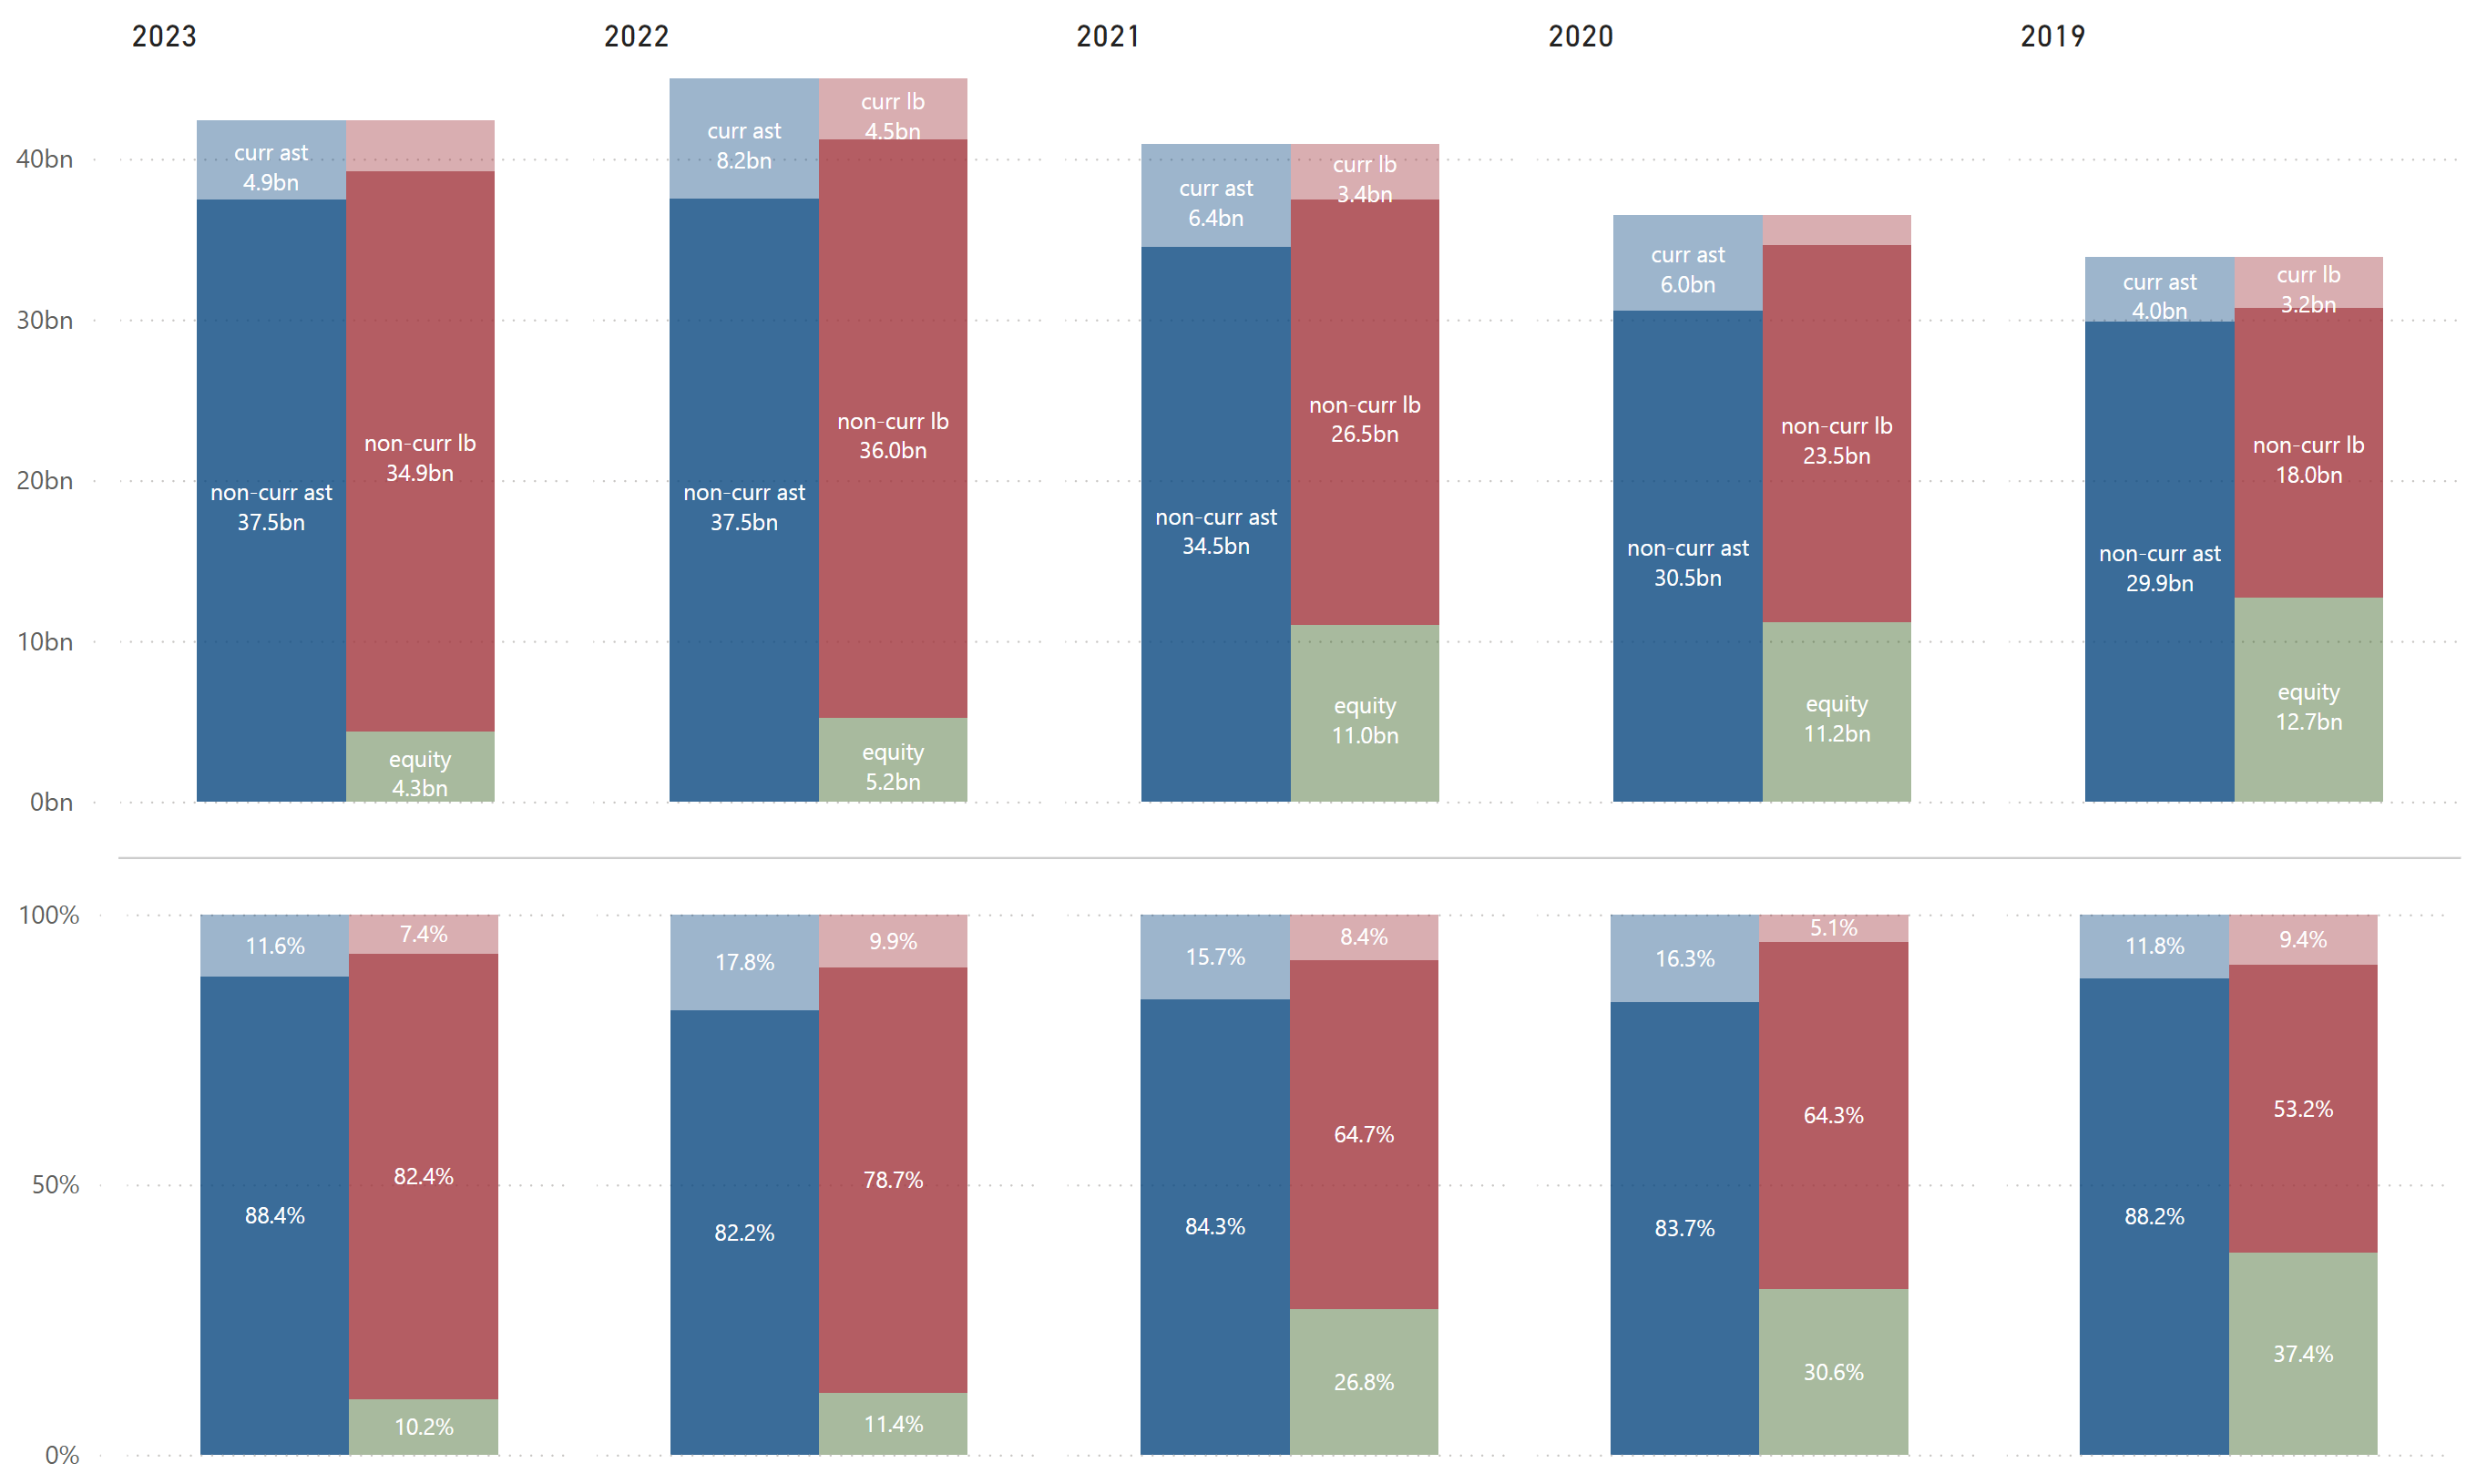 2023
2022
2021
2020
2019
40bn
30bn
20bn
10bn
0bn
curr ast
4.9bn
non-curr ast
37.5bn
non-curr lb
34.9bn
equity
4.3bn
curr ast
8.2bn
non-curr ast
37.5bn
curr lb
4.5bn
non-curr lb
36.0bn
equity
5.2bn
curr ast
6.4bn
non-curr ast
34.5bn
curr lb
3.4bn
non-curr lb
26.5bn
equity
11.0bn
curr ast
6.0bn
non-curr ast
30.5bn
non-curr lb
23.5bn
equity
11.2bn
curr ast
4.0bn
non-curr ast
29.9bn
curr lb
3.2bn
non-curr lb
18.0bn
equity
12.7bn
100%
50%
0%
11.6%
88.4%
7.4%
82.4%
10.2%
17.8%
82.2%
9.9%
78.7%
11.4%
15.7%
84.3%
8.4%
64.7%
26.8%
16.3%
83.7%
5.1%
64.3%
30.6%
11.8%
88.2%
9.4%
53.2%
37.4%